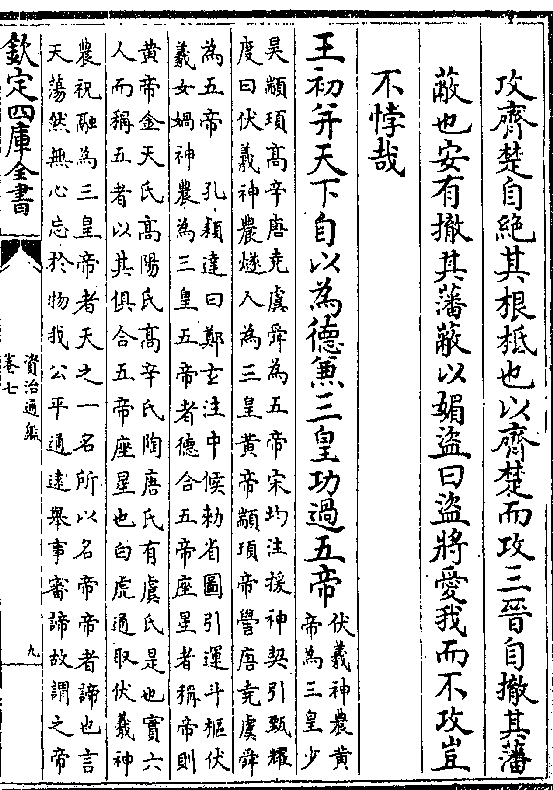 攻齊楚自絶其根柢也以齊楚而攻三晉自撤其藩
蔽也安有撤其藩蔽以媚盜曰盜將愛我而不攻豈
不悖哉
王初并天下自以為德兼三皇功過五帝
伏羲神農黄
帝為三皇少
昊顓頊髙辛唐堯虞舜為五帝宋均注援神契引甄耀
度曰伏羲神農燧人為三皇黄帝顓頊帝嚳唐堯虞舜
為五帝 孔穎達曰鄭玄注中候勅省圖引運斗樞伏
羲女媧神農為三皇五帝者德合五帝座星者稱帝則
黄帝金天氏髙陽氏髙辛氏陶唐氏有虞氏是也實六
人而稱五者以其俱合五帝座星也白虎通取伏羲神
農祝融為三皇帝者天之一名所以名帝帝者諦也言
天蕩然無心忘於物我公平通逺舉事審諦故謂之帝
欽定四庫全書
資治通鑑
卷七
九